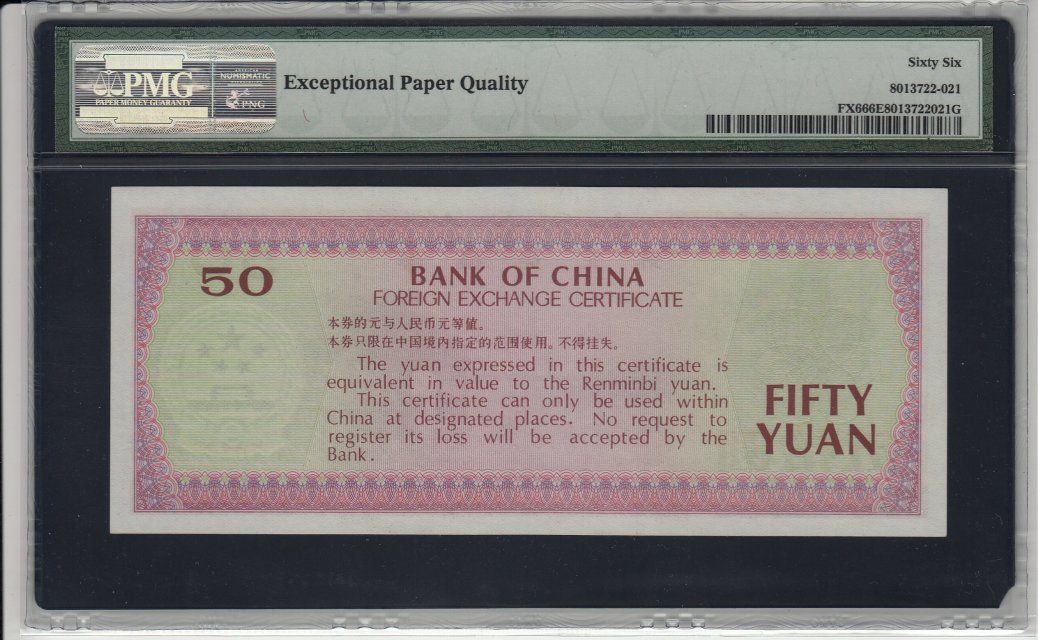 PMG
PAPER MONEY GUARANTY
NUMISMATIC
PNG
Exceptional Paper Quality
Sixty Six
8013722-021
FX666E8013722021G
50
BANK OF CHINA
FOREIGN EXCHANGE CERTIFICATE
本券的元与人民币元等值。
本券只限在中国境内指定的范围使用。不得挂失。
The yuan expressed in this certificate is
equivalent in value to the Renminbi yuan.
This certificate can only be used within
China at designated places. No request to
register its loss will be accepted by the
Bank.
FIFTY
YUAN